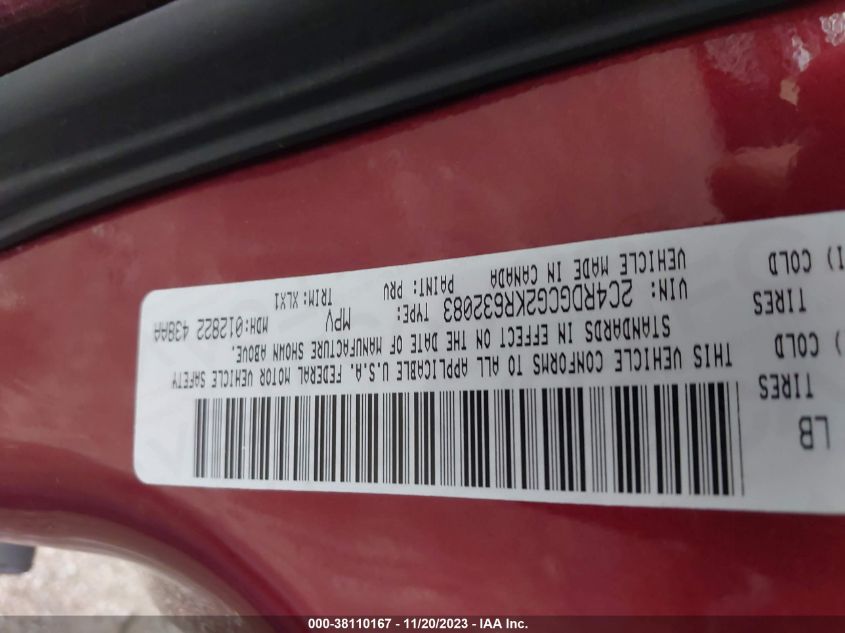 LB
TIRES
) COLD
TIRES
I) COLD
THIS VEHICLE CONFORMS TO ALL APPLICABLE U.S.A. FEDERAL MOTOR VEHICLE SAFETY
STANDARDS IN EFFECT ON THE DATE OF MANUFACTURE SHOWN ABOVE.
VIN: 2C4RDGCG2KR632083 TYPE: MPV MDH:012822 438AA
VEHICLE MADE IN CANADA PAINT: PRV TRIM: XLX1
000-38110167 - 11/20/2023 - IAA Inc.